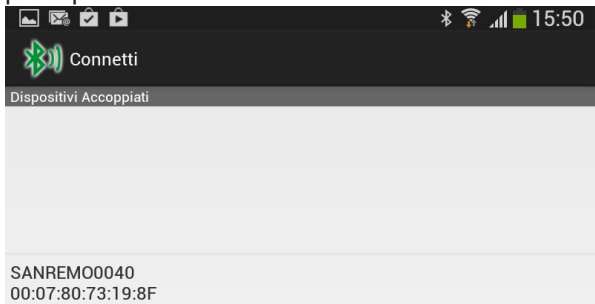 15:50
Connetti
Dispositivi Accoppiati
SANREMO0040
00:07:80:73:19:8F